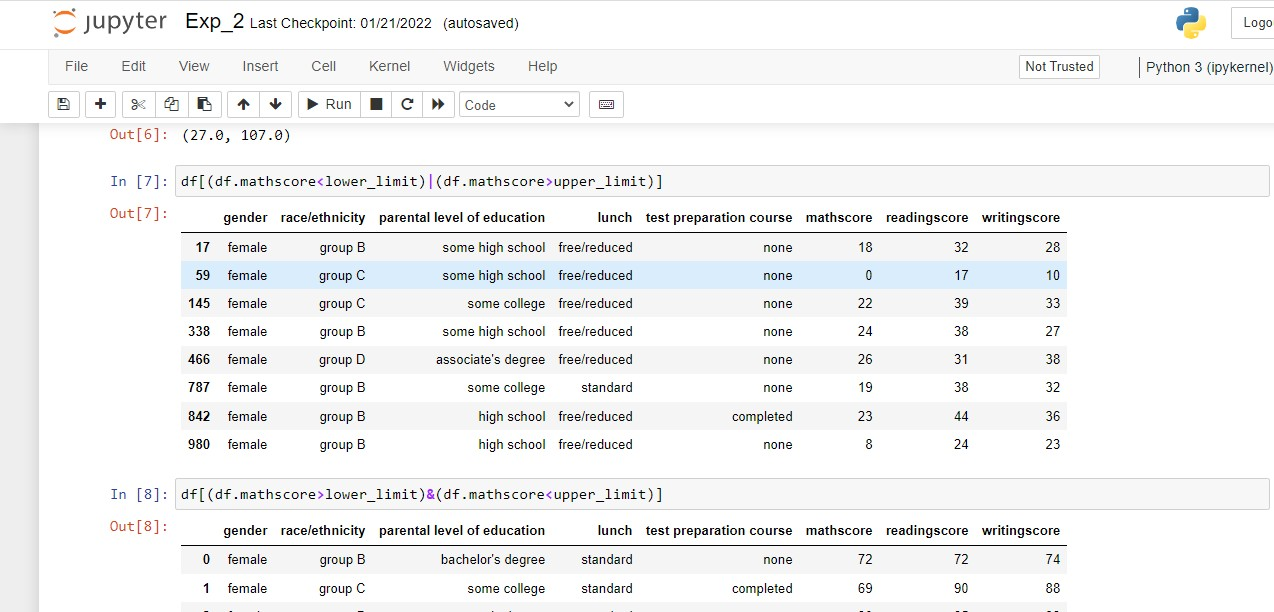 jupyter Exp_2 Last Checkpoint: 01/21/2022 (autosaved)
Logo
File Edit View Insert Cell Kernel Widgets Help
Not Trusted
Python 3 (ipykernel)
Run
Code
Out[6]: (27.0, 107.0)
In [7]: df[(df.mathscore<lower_limit)|(df.mathscore>upper_limit)]
Out[7]:
gender race/ethnicity parental level of education lunch test preparation course mathscore readingscore writingscore
17 female group B some high school free/reduced none 18 32 28
59 female group C some high school free/reduced none 0 17 10
145 female group C some college free/reduced none 22 39 33
338 female group B some high school free/reduced none 24 38 27
466 female group D associate's degree free/reduced none 26 31 38
787 female group B some college standard none 19 38 32
842 female group B high school free/reduced completed 23 44 36
980 female group B high school free/reduced none 8 24 23
In [8]: df[(df.mathscore>lower_limit)&(df.mathscore<upper_limit)]
Out[8]:
gender race/ethnicity parental level of education lunch test preparation course mathscore readingscore writingscore
0 female group B bachelor's degree standard none 72 72 74
1 female group C some college standard completed 69 90 88